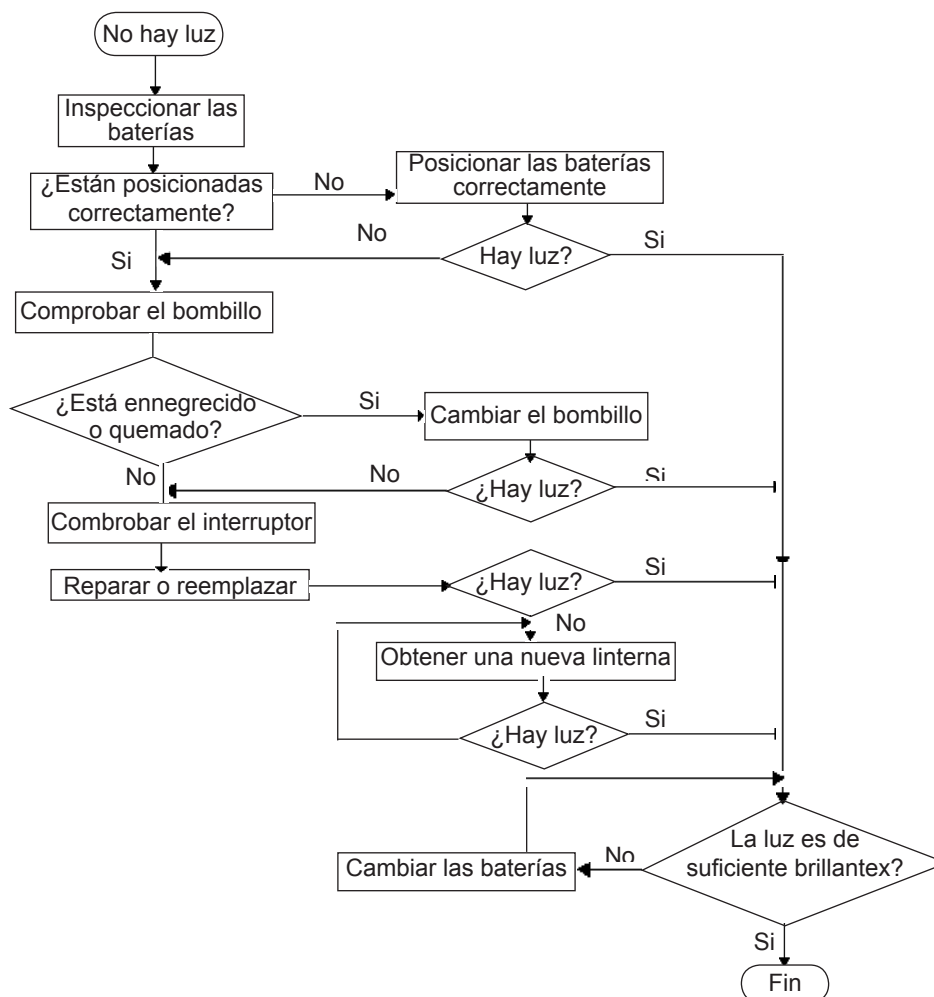 No hay luz
Inspeccionar las
baterías
¿Están posicionadas
correctamente?
No
Posicionar las baterías
correctamente
No
Hay luz?
Si
Si
Comprobar el bombillo
¿Está ennegrecido
o quemado?
Si
Cambiar el bombillo
No
No
¿Hay luz?
Si
Combrobar el interruptor
Reparar o reemplazar
¿Hay luz?
Si
No
Obtener una nueva linterna
¿Hay luz?
Si
La luz es de
suficiente brillantex?
No
Cambiar las baterías
Si
Fin